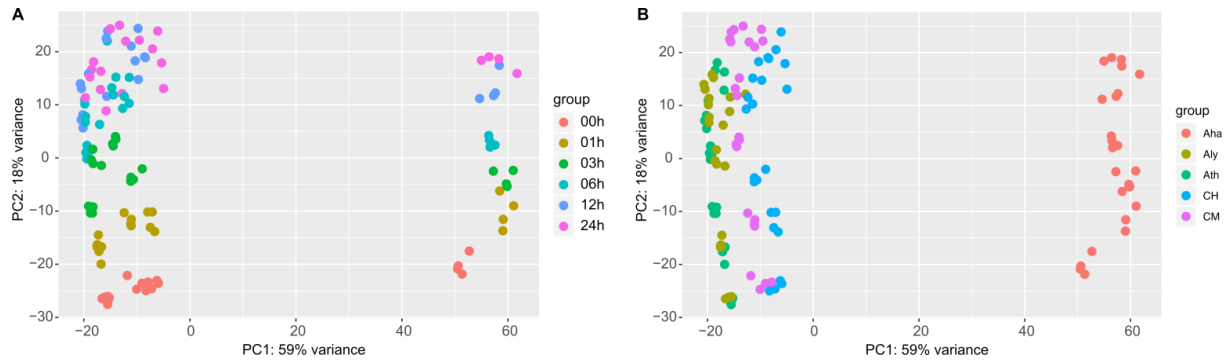 A
20
10
0
−10
−20
−30
−20
0
20
40
60
PC1: 59% variance
PC2: 18% variance
group
00h
01h
03h
06h
12h
24h
B
20
10
0
−10
−20
−30
−20
0
20
40
60
PC1: 59% variance
PC2: 18% variance
group
Aha
Aly
Ath
CH
CM